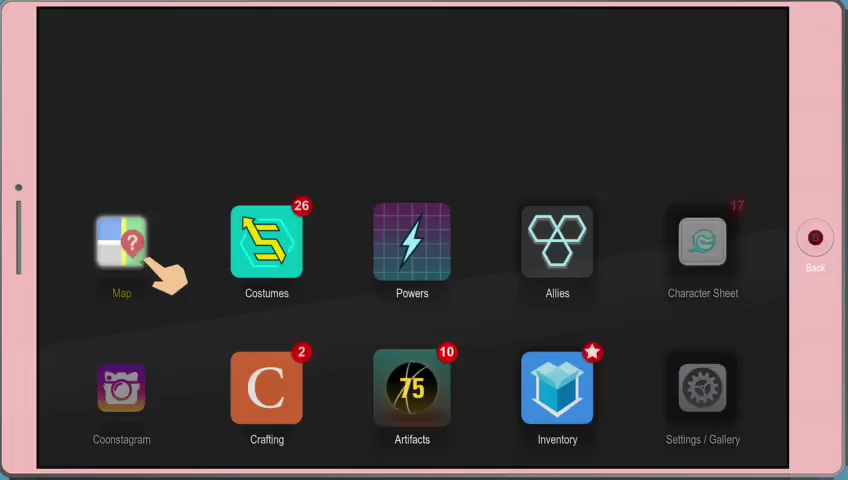 26
17
?
Map
Costumes
Powers
Allies
Character Sheet
B
Back
2
10
C
75
Coonstagram
Crafting
Artifacts
Inventory
Settings / Gallery